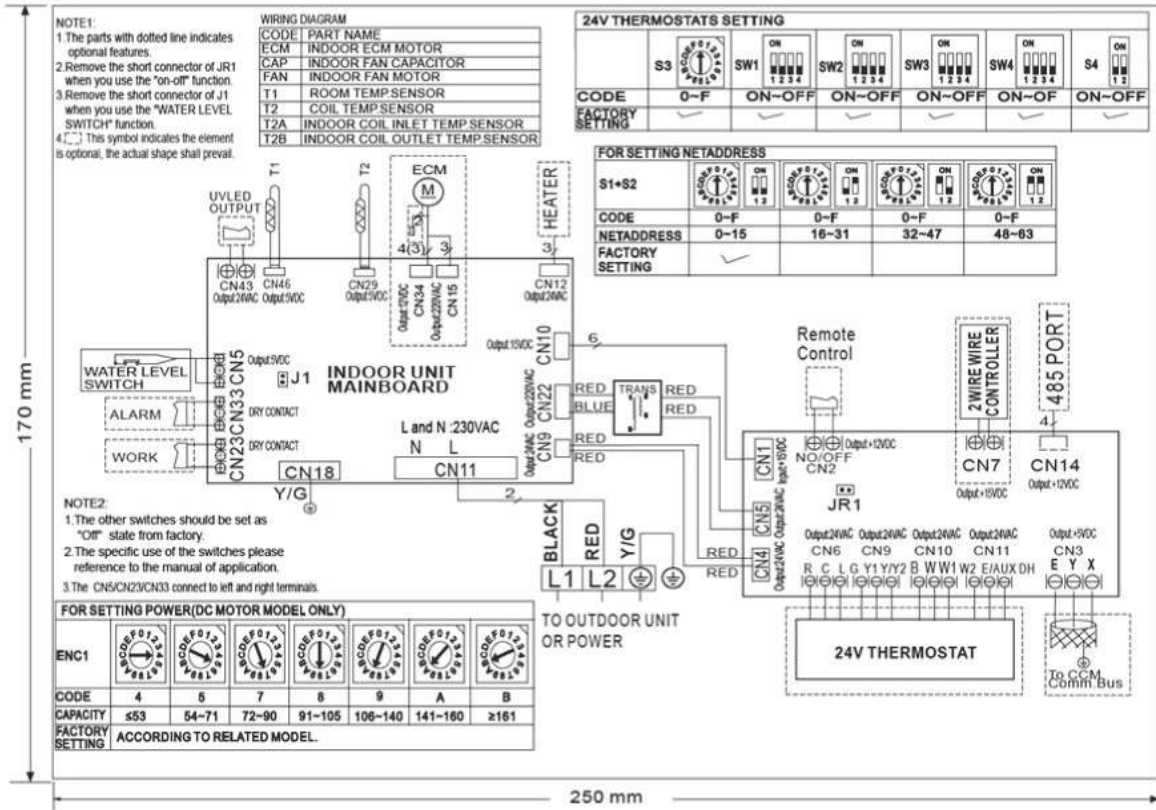 NOTE1:
1.The parts with dotted line indicates
optional features.
2.Remove the short connector of JR1
when you use the "on-off" function.
3.Remove the short connector of J1
when you use the "WATER LEVEL
SWITCH" function.
4. This symbol indicates the element
is optional, the actual shape shall prevail.
WIRING DIAGRAM
CODE PART NAME
ECM INDOOR ECM MOTOR
CAP INDOOR FAN CAPACITOR
FAN INDOOR FAN MOTOR
T1 ROOM TEMP.SENSOR
T2 COIL TEMP.SENSOR
T2A INDOOR COIL INLET TEMP.SENSOR
T2B INDOOR COIL OUTLET TEMP.SENSOR
24V THERMOSTATS SETTING
S3 SW1 SW2 SW3 SW4 S4
CODE 0~F ON~OFF ON~OFF ON~OFF ON~OF ON~OFF
FACTORY
SETTING
FOR SETTING NETADDRESS
S1+S2
CODE 0~F 0~F 0~F 0~F
NETADDRESS 0~15 16~31 32~47 48~63
FACTORY
SETTING
UVLED
OUTPUT
T1
T2
ECM
M
HEATER
4(3)
3
3
CN43
Output:24VAC
CN46
Output:5VDC
CN29
Output:5VDC
Output:12VDC
CN34
Output:220VAC
CN15
CN12
Output:24VAC
WATER LEVEL
SWITCH
CN5
Output:5VDC
J1
INDOOR UNIT
MAINBOARD
ALARM
CN33
DRY CONTACT
WORK
CN23
DRY CONTACT
L and N :230VAC
N L
CN18
CN11
Y/G
Output:15VDC
CN10
Output:220VAC
CN22
Output:24VAC
CN9
6
RED
BLUE
TRANS
RED
RED
RED
RED
2
BLACK
RED
Y/G
L1 L2
TO OUTDOOR UNIT
OR POWER
RED
RED
Remote
Control
2 WIRE WIRE
CONTROLLER
485 PORT
4
CN1
Input:+15VDC
CN5
Output:24VAC
CN4
Output:24VAC
NO/OFF
CN2
Output:+12VDC
JR1
CN7
Output:+15VDC
CN14
Output:+12VDC
Output:24VAC Output:24VAC Output:24VAC Output:24VAC Output:+5VDC
CN6 CN9 CN10 CN11 CN3
R C L G Y1 Y/Y2 B W W1 W2 E/AUX DH E Y X
24V THERMOSTAT
To CCM
Comm.Bus
NOTE2:
1.The other switches should be set as
"Off" state from factory.
2.The specific use of the switches please
reference to the manual of application.
3.The CN5/CN23/CN33 connect to left and right terminals.
FOR SETTING POWER(DC MOTOR MODEL ONLY)
ENC1
CODE 4 5 7 8 9 A B
CAPACITY ≤53 54~71 72~90 91~105 106~140 141~160 ≥161
FACTORY
SETTING
ACCORDING TO RELATED MODEL.
170 mm
250 mm